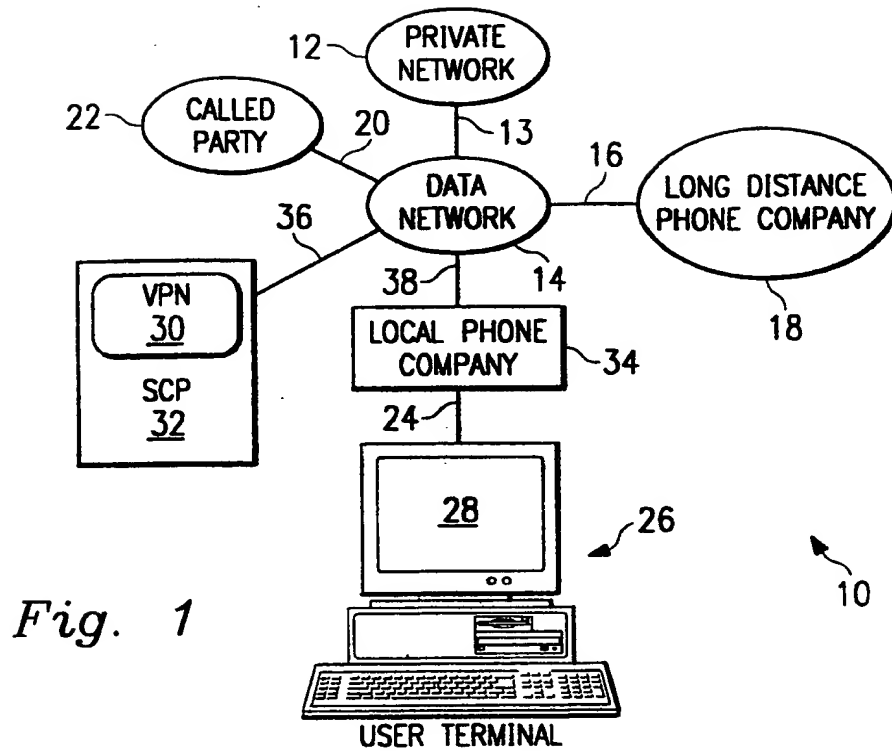 12
PRIVATE
NETWORK
13
22
CALLED
PARTY
20
DATA
NETWORK
14
16
LONG DISTANCE
PHONE COMPANY
18
36
38
VPN
30
SCP
32
LOCAL PHONE
COMPANY
34
24
28
26
10
Fig. 1
USER TERMINAL